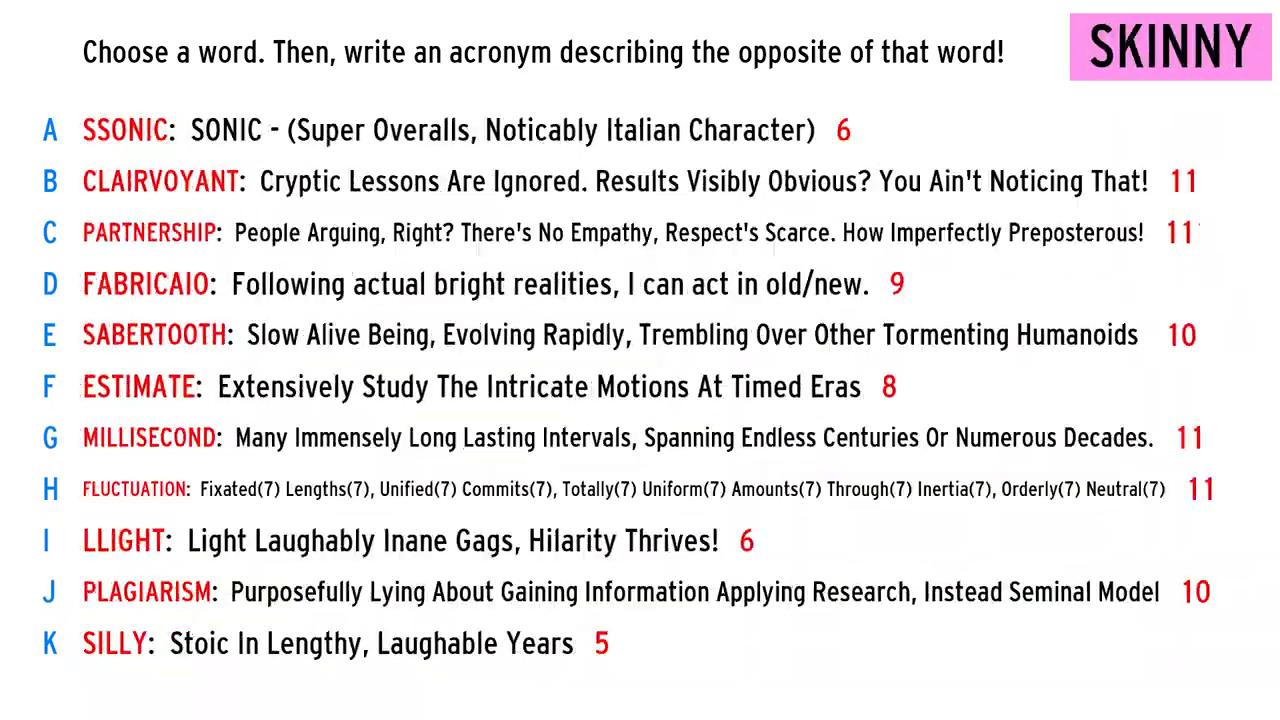 Choose a word. Then, write an acronym describing the opposite of that word!
SKINNY
A SSONIC: SONIC - (Super Overalls, Noticably Italian Character) 6
B CLAIRVOYANT: Cryptic Lessons Are Ignored. Results Visibly Obvious? You Ain't Noticing That! 11
C PARTNERSHIP: People Arguing, Right? There's No Empathy, Respect's Scarce. How Imperfectly Preposterous! 11
D FABRICAIO: Following actual bright realities, I can act in old/new. 9
E SABERTOOTH: Slow Alive Being, Evolving Rapidly, Trembling Over Other Tormenting Humanoids 10
F ESTIMATE: Extensively Study The Intricate Motions At Timed Eras 8
G MILLISECOND: Many Immensely Long Lasting Intervals, Spanning Endless Centuries Or Numerous Decades. 11
H FLUCTUATION: Fixated(7) Lengths(7), Unified(7) Commits(7), Totally(7) Uniform(7) Amounts(7) Through(7) Inertia(7), Orderly(7) Neutral(7) 11
I LLIGHT: Light Laughably Inane Gags, Hilarity Thrives! 6
J PLAGIARISM: Purposefully Lying About Gaining Information Applying Research, Instead Seminal Model 10
K SILLY: Stoic In Lengthy, Laughable Years 5